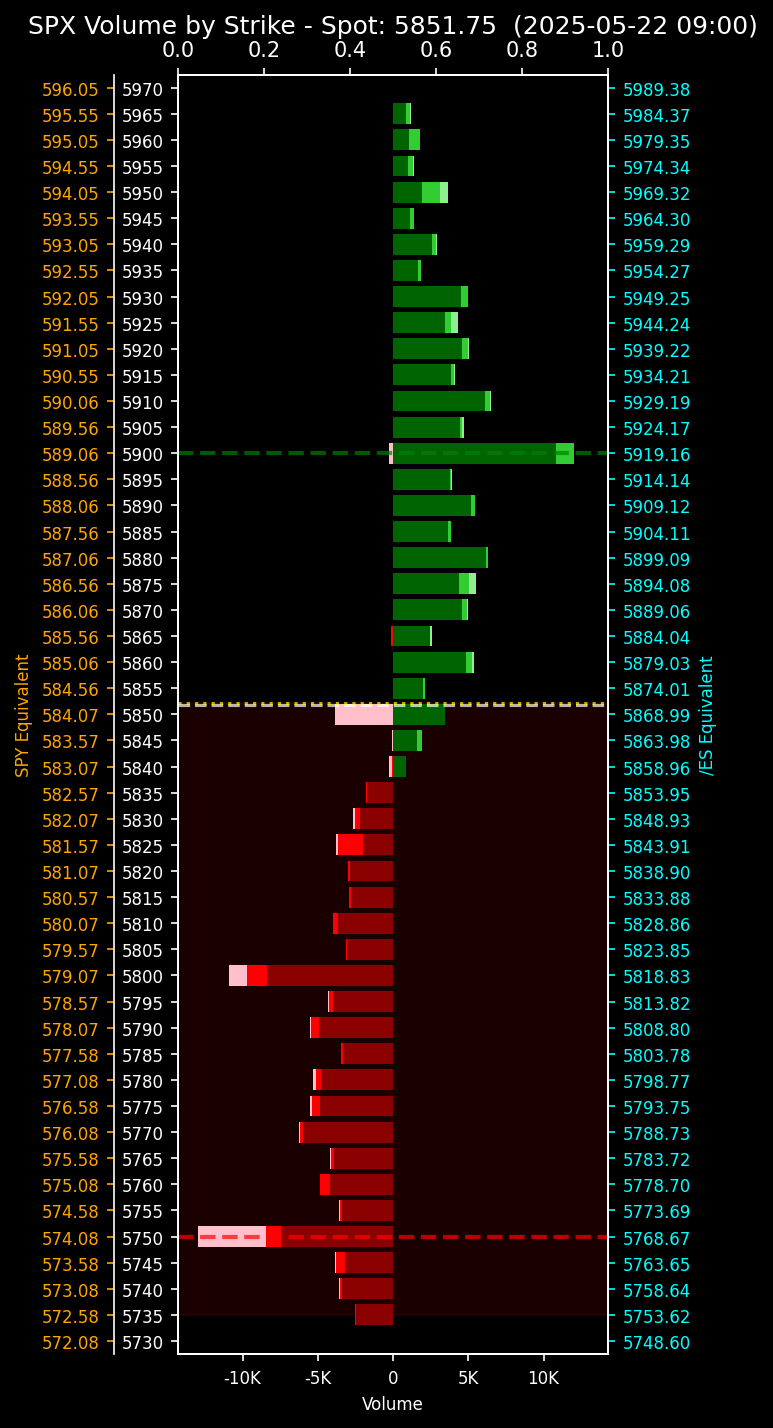 SPX Volume by Strike - Spot: 5851.75 (2025-05-22 09:00)
0.0 0.2 0.4 0.6 0.8 1.0
596.05 5970 5989.38
595.55 5965 5984.37
595.05 5960 5979.35
594.55 5955 5974.34
594.05 5950 5969.32
593.55 5945 5964.30
593.05 5940 5959.29
592.55 5935 5954.27
592.05 5930 5949.25
591.55 5925 5944.24
591.05 5920 5939.22
590.55 5915 5934.21
590.06 5910 5929.19
589.56 5905 5924.17
589.06 5900 5919.16
588.56 5895 5914.14
588.06 5890 5909.12
587.56 5885 5904.11
587.06 5880 5899.09
586.56 5875 5894.08
586.06 5870 5889.06
585.56 5865 5884.04
585.06 5860 5879.03
584.56 5855 5874.01
584.07 5850 5868.99
583.57 5845 5863.98
583.07 5840 5858.96
582.57 5835 5853.95
582.07 5830 5848.93
581.57 5825 5843.91
581.07 5820 5838.90
580.57 5815 5833.88
580.07 5810 5828.86
579.57 5805 5823.85
579.07 5800 5818.83
578.57 5795 5813.82
578.07 5790 5808.80
577.58 5785 5803.78
577.08 5780 5798.77
576.58 5775 5793.75
576.08 5770 5788.73
575.58 5765 5783.72
575.08 5760 5778.70
574.58 5755 5773.69
574.08 5750 5768.67
573.58 5745 5763.65
573.08 5740 5758.64
572.58 5735 5753.62
572.08 5730 5748.60
SPY Equivalent
/ES Equivalent
-10K -5K 0 5K 10K
Volume